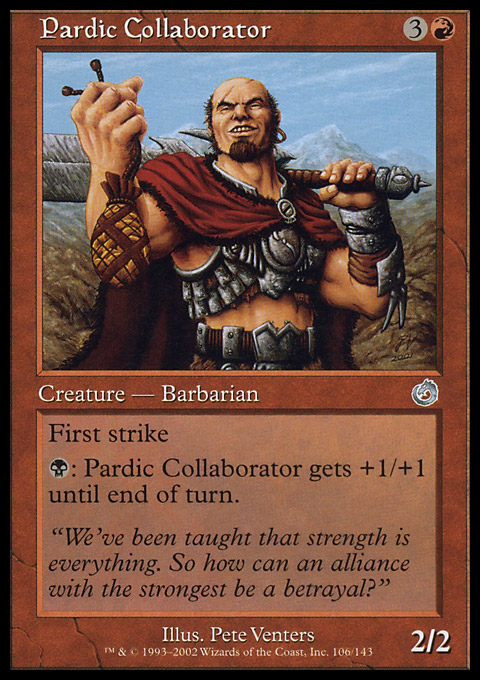 Pardic Collaborator 3
Creature — Barbarian
First strike
: Pardic Collaborator gets +1/+1
until end of turn.
“We’ve been taught that strength is
everything. So how can an alliance
with the strongest be a betrayal?”
Illus. Pete Venters
™ & © 1993–2002 Wizards of the Coast, Inc. 106/143
2/2